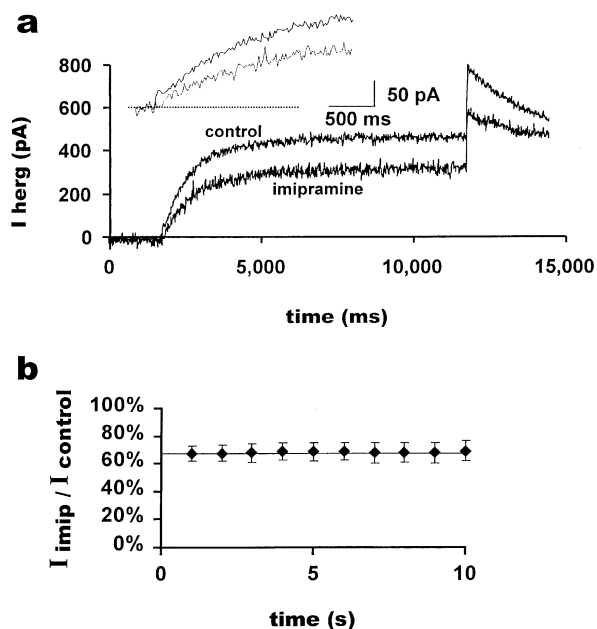 a
800
600
400
200
0
I herg (pA)
50 pA
500 ms
control
imipramine
0
5,000
10,000
15,000
time (ms)
b
100%
80%
60%
40%
20%
0%
I imip / I control
0
5
10
time (s)